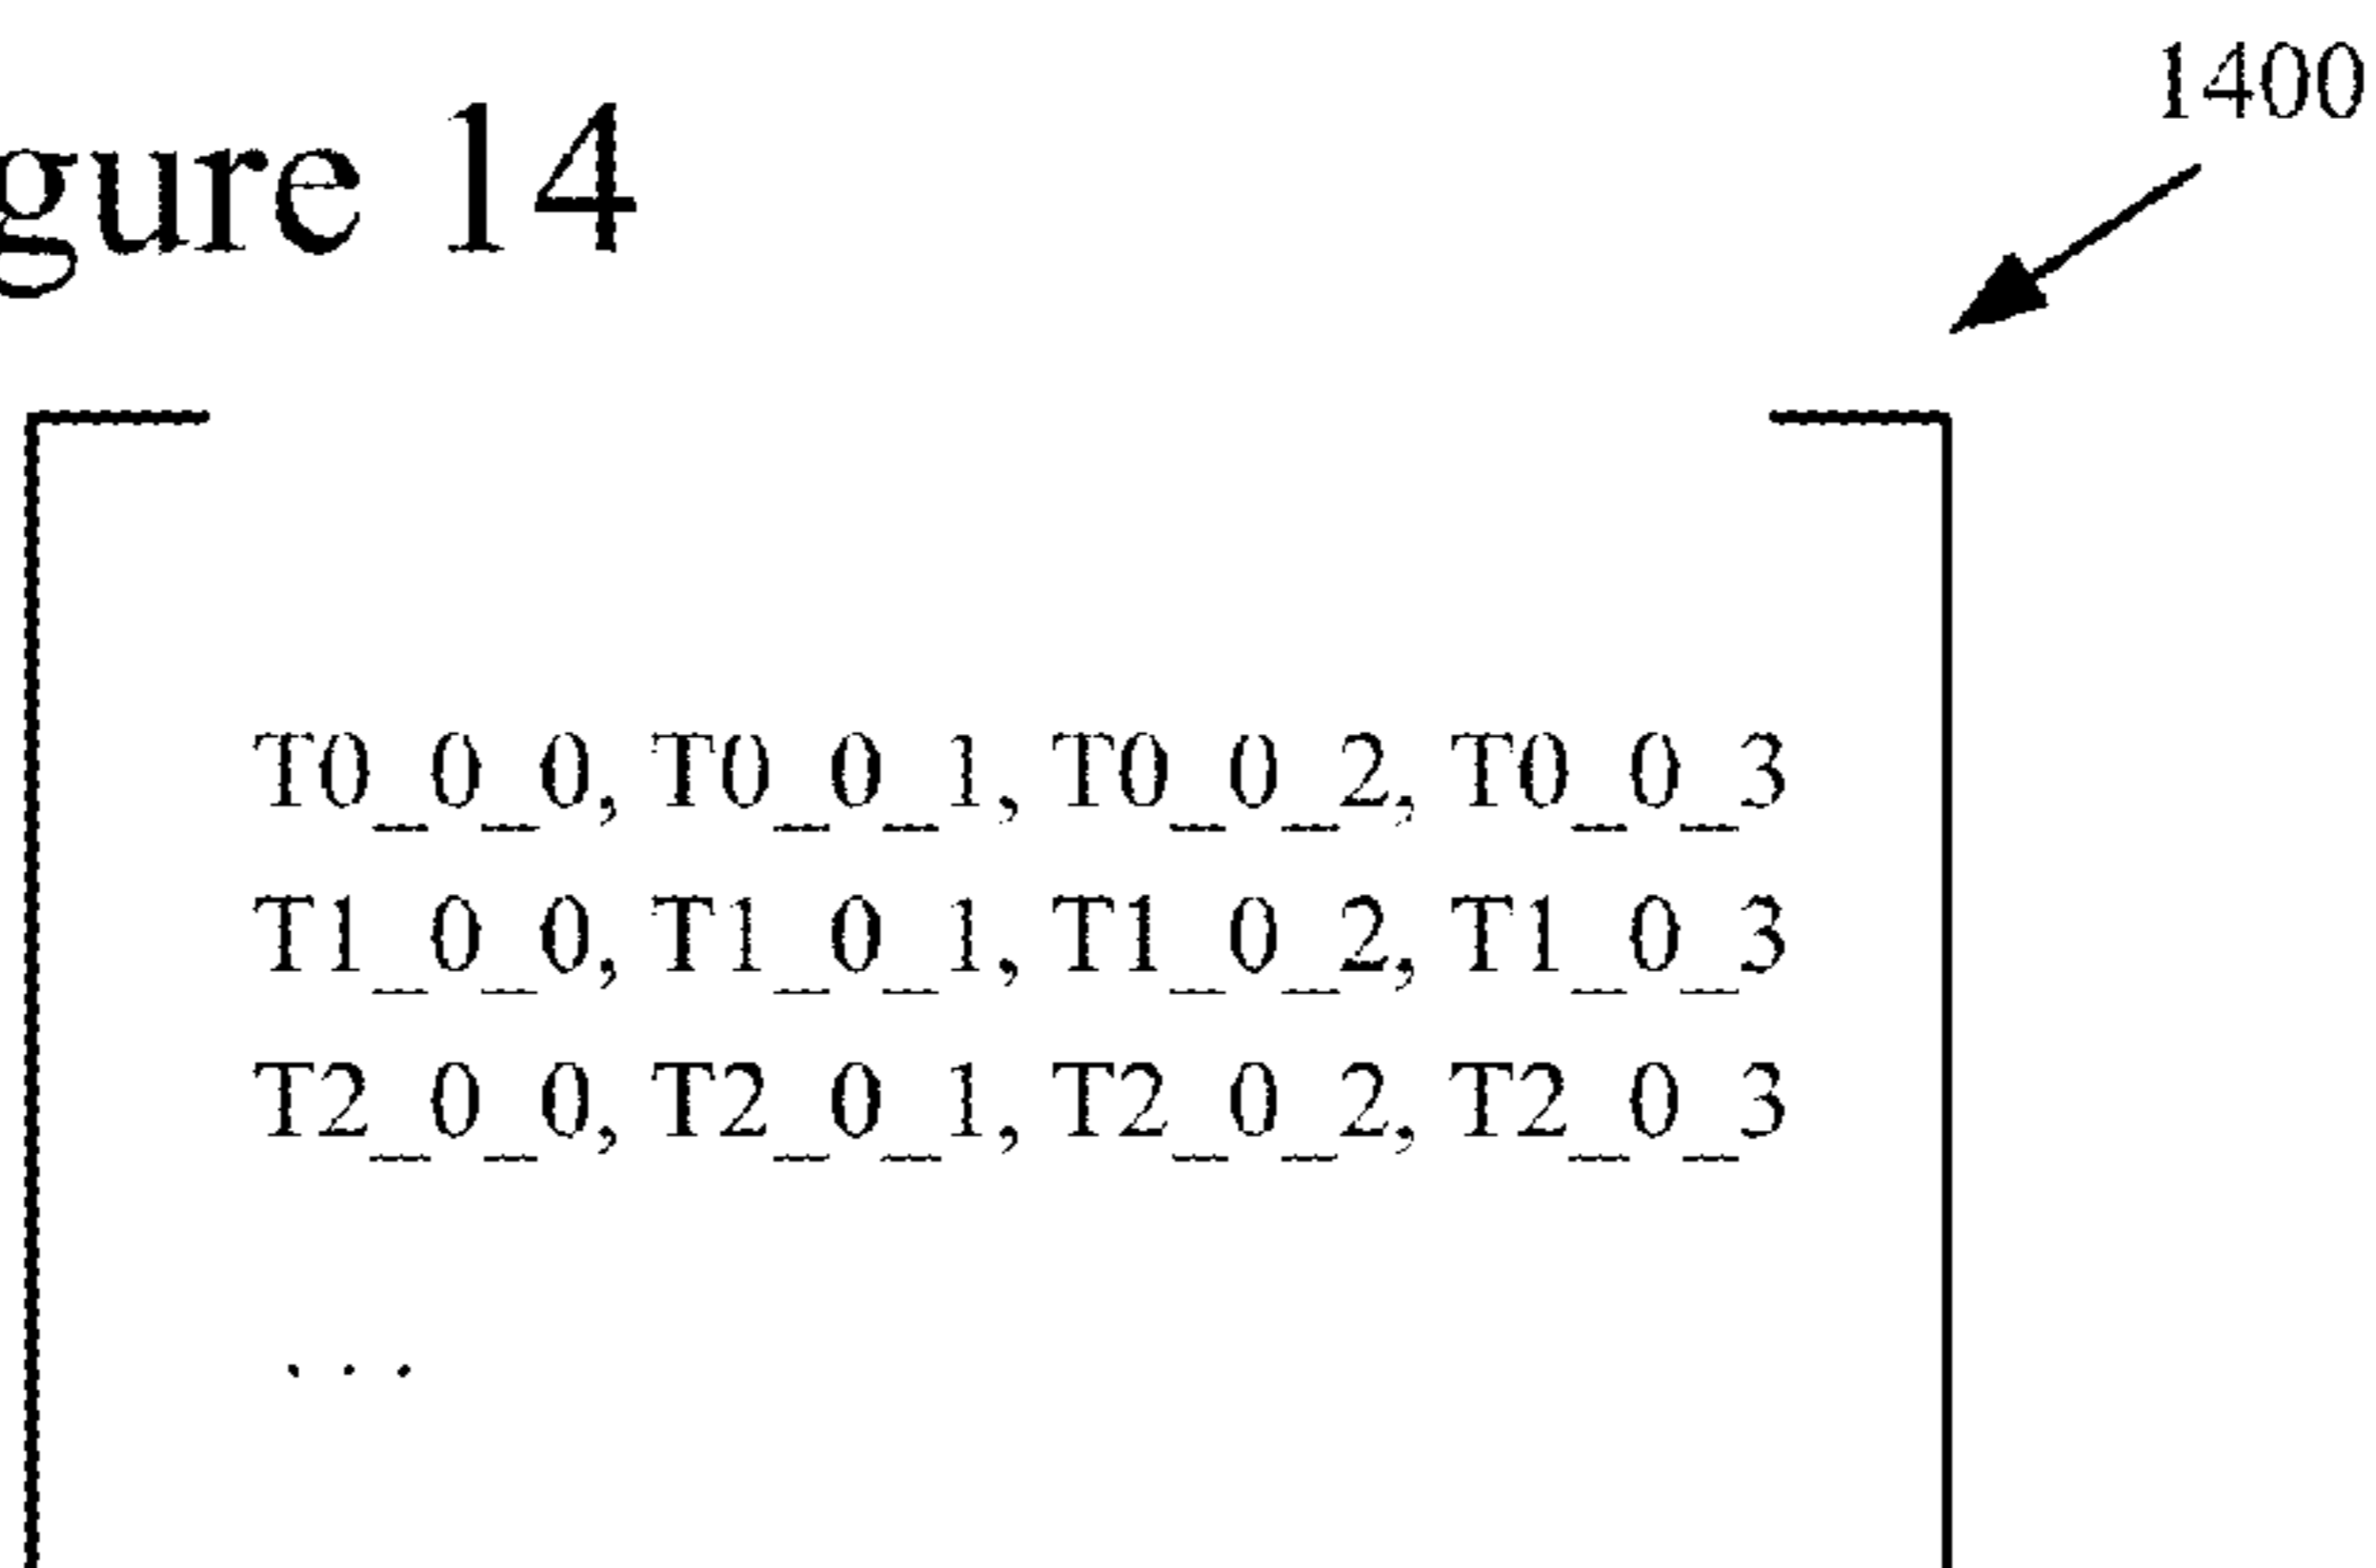 1400
gure 14
T0_0_0, T0_0_1, T0_0_2, T0_0_3
T1_0_0, T1_0_1, T1_0_2, T1_0_3
T2_0_0, T2_0_1, T2_0_2, T2_0_3
...